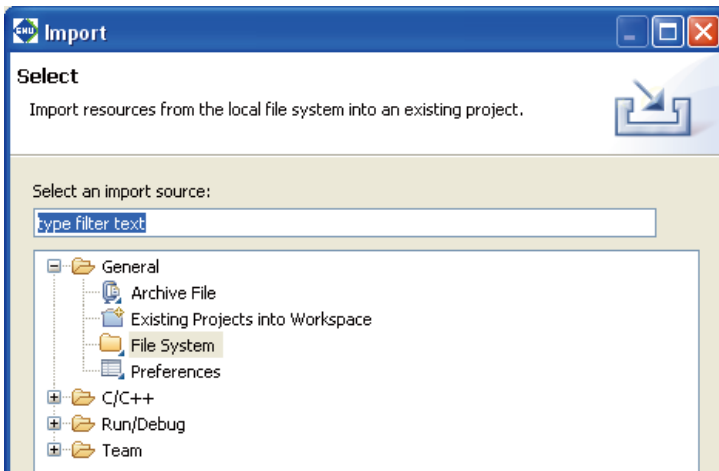 GNU Import
Select
Import resources from the local file system into an existing project.
Select an import source:
type filter text
General
Archive File
Existing Projects into Workspace
File System
Preferences
C/C++
Run/Debug
Team